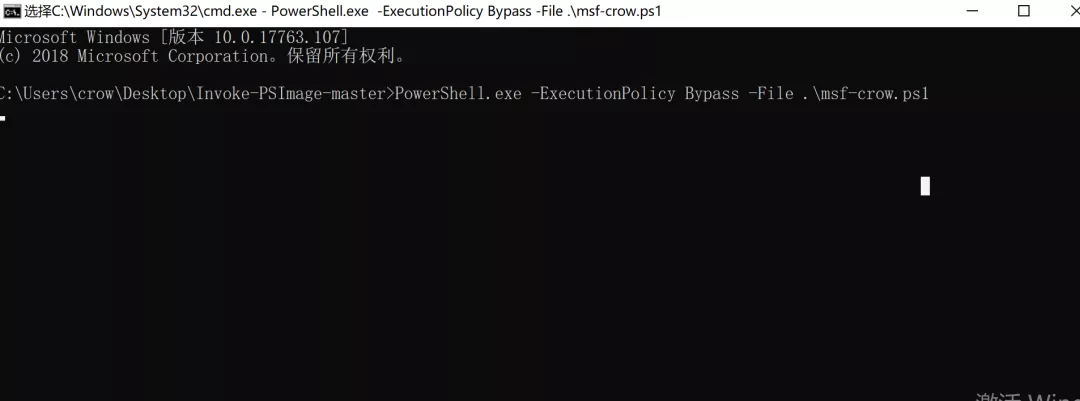 选择C:\Windows\System32\cmd.exe - PowerShell.exe  -ExecutionPolicy Bypass -File .\msf-crow.ps1
Microsoft Windows [版本 10.0.17763.107]
(c) 2018 Microsoft Corporation。保留所有权利。
C:\Users\crow\Desktop\Invoke-PSImage-master>PowerShell.exe -ExecutionPolicy Bypass -File .\msf-crow.ps1
激活 Win